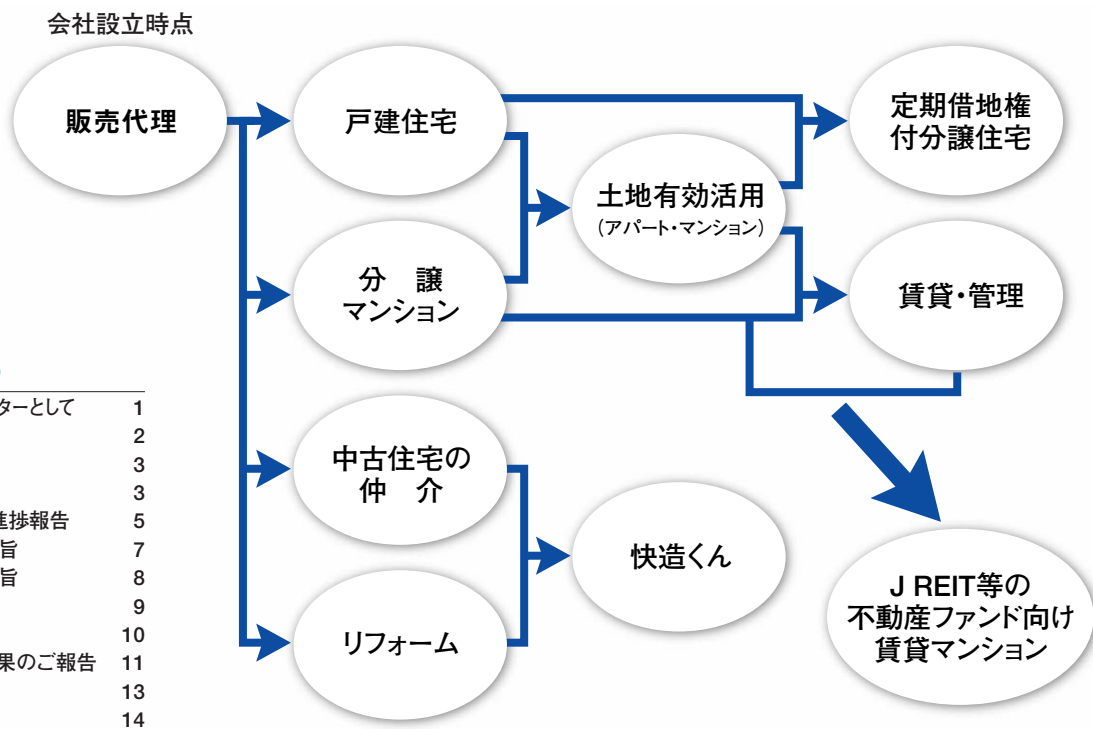 会社設立時点
販売代理
戸建住宅
分　譲
マンション
中古住宅の
仲　介
リフォーム
土地有効活用
（アパート・マンション）
快造くん
定期借地権
付分譲住宅
賃貸・管理
J REIT等の
不動産ファンド向け
賃貸マンション
ターとして 1
2
3
3
進捗報告 5
旨 7
旨 8
9
10
果のご報告 11
13
14